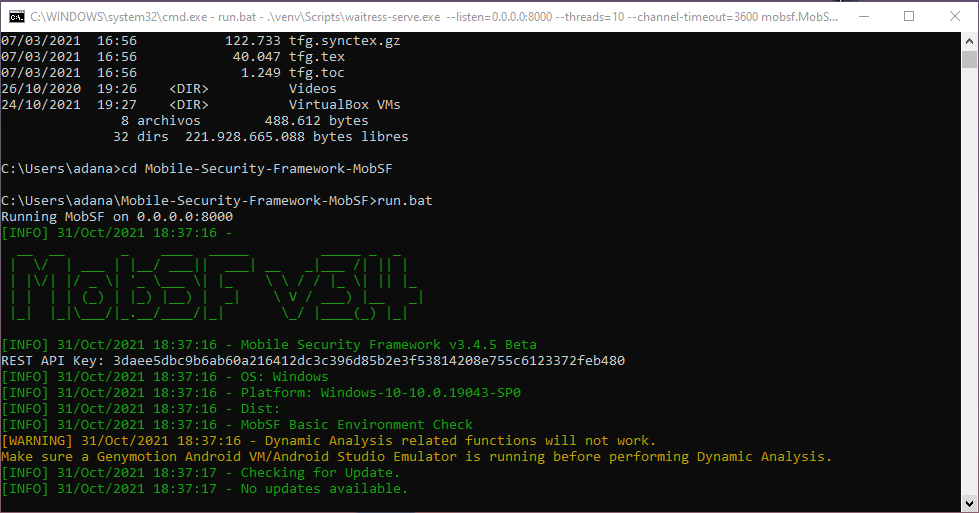 C:\WINDOWS\system32\cmd.exe - run.bat - .\venv\Scripts\waitress-serve.exe --listen=0.0.0.0:8000 --threads=10 --channel-timeout=3600 mobsf.MobS...
07/03/2021  16:56           122.733 tfg.synctex.gz
07/03/2021  16:56            40.047 tfg.tex
07/03/2021  16:56             1.249 tfg.toc
26/10/2020  19:26    <DIR>          Videos
24/10/2021  19:27    <DIR>          VirtualBox VMs
               8 archivos        488.612 bytes
              32 dirs  221.928.665.088 bytes libres
C:\Users\adana>cd Mobile-Security-Framework-MobSF
C:\Users\adana\Mobile-Security-Framework-MobSF>run.bat
Running MobSF on 0.0.0.0:8000
[INFO] 31/Oct/2021 18:37:16 -
MobSF v3.4
[INFO] 31/Oct/2021 18:37:16 - Mobile Security Framework v3.4.5 Beta
REST API Key: 3daee5dbc9b6ab60a216412dc3c396d85b2e3f53814208e755c6123372feb480
[INFO] 31/Oct/2021 18:37:16 - OS: Windows
[INFO] 31/Oct/2021 18:37:16 - Platform: Windows-10-10.0.19043-SP0
[INFO] 31/Oct/2021 18:37:16 - Dist:
[INFO] 31/Oct/2021 18:37:16 - MobSF Basic Environment Check
[WARNING] 31/Oct/2021 18:37:16 - Dynamic Analysis related functions will not work.
Make sure a Genymotion Android VM/Android Studio Emulator is running before performing Dynamic Analysis.
[INFO] 31/Oct/2021 18:37:17 - Checking for Update.
[INFO] 31/Oct/2021 18:37:17 - No updates available.